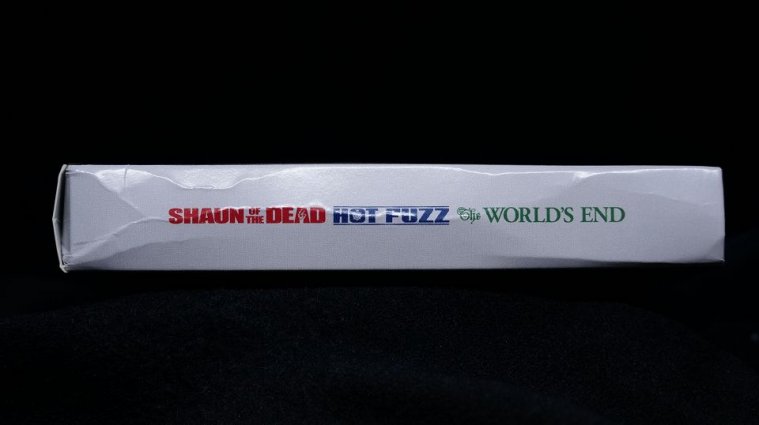 SHAUN OF THE DEAD HOT FUZZ The WORLD'S END